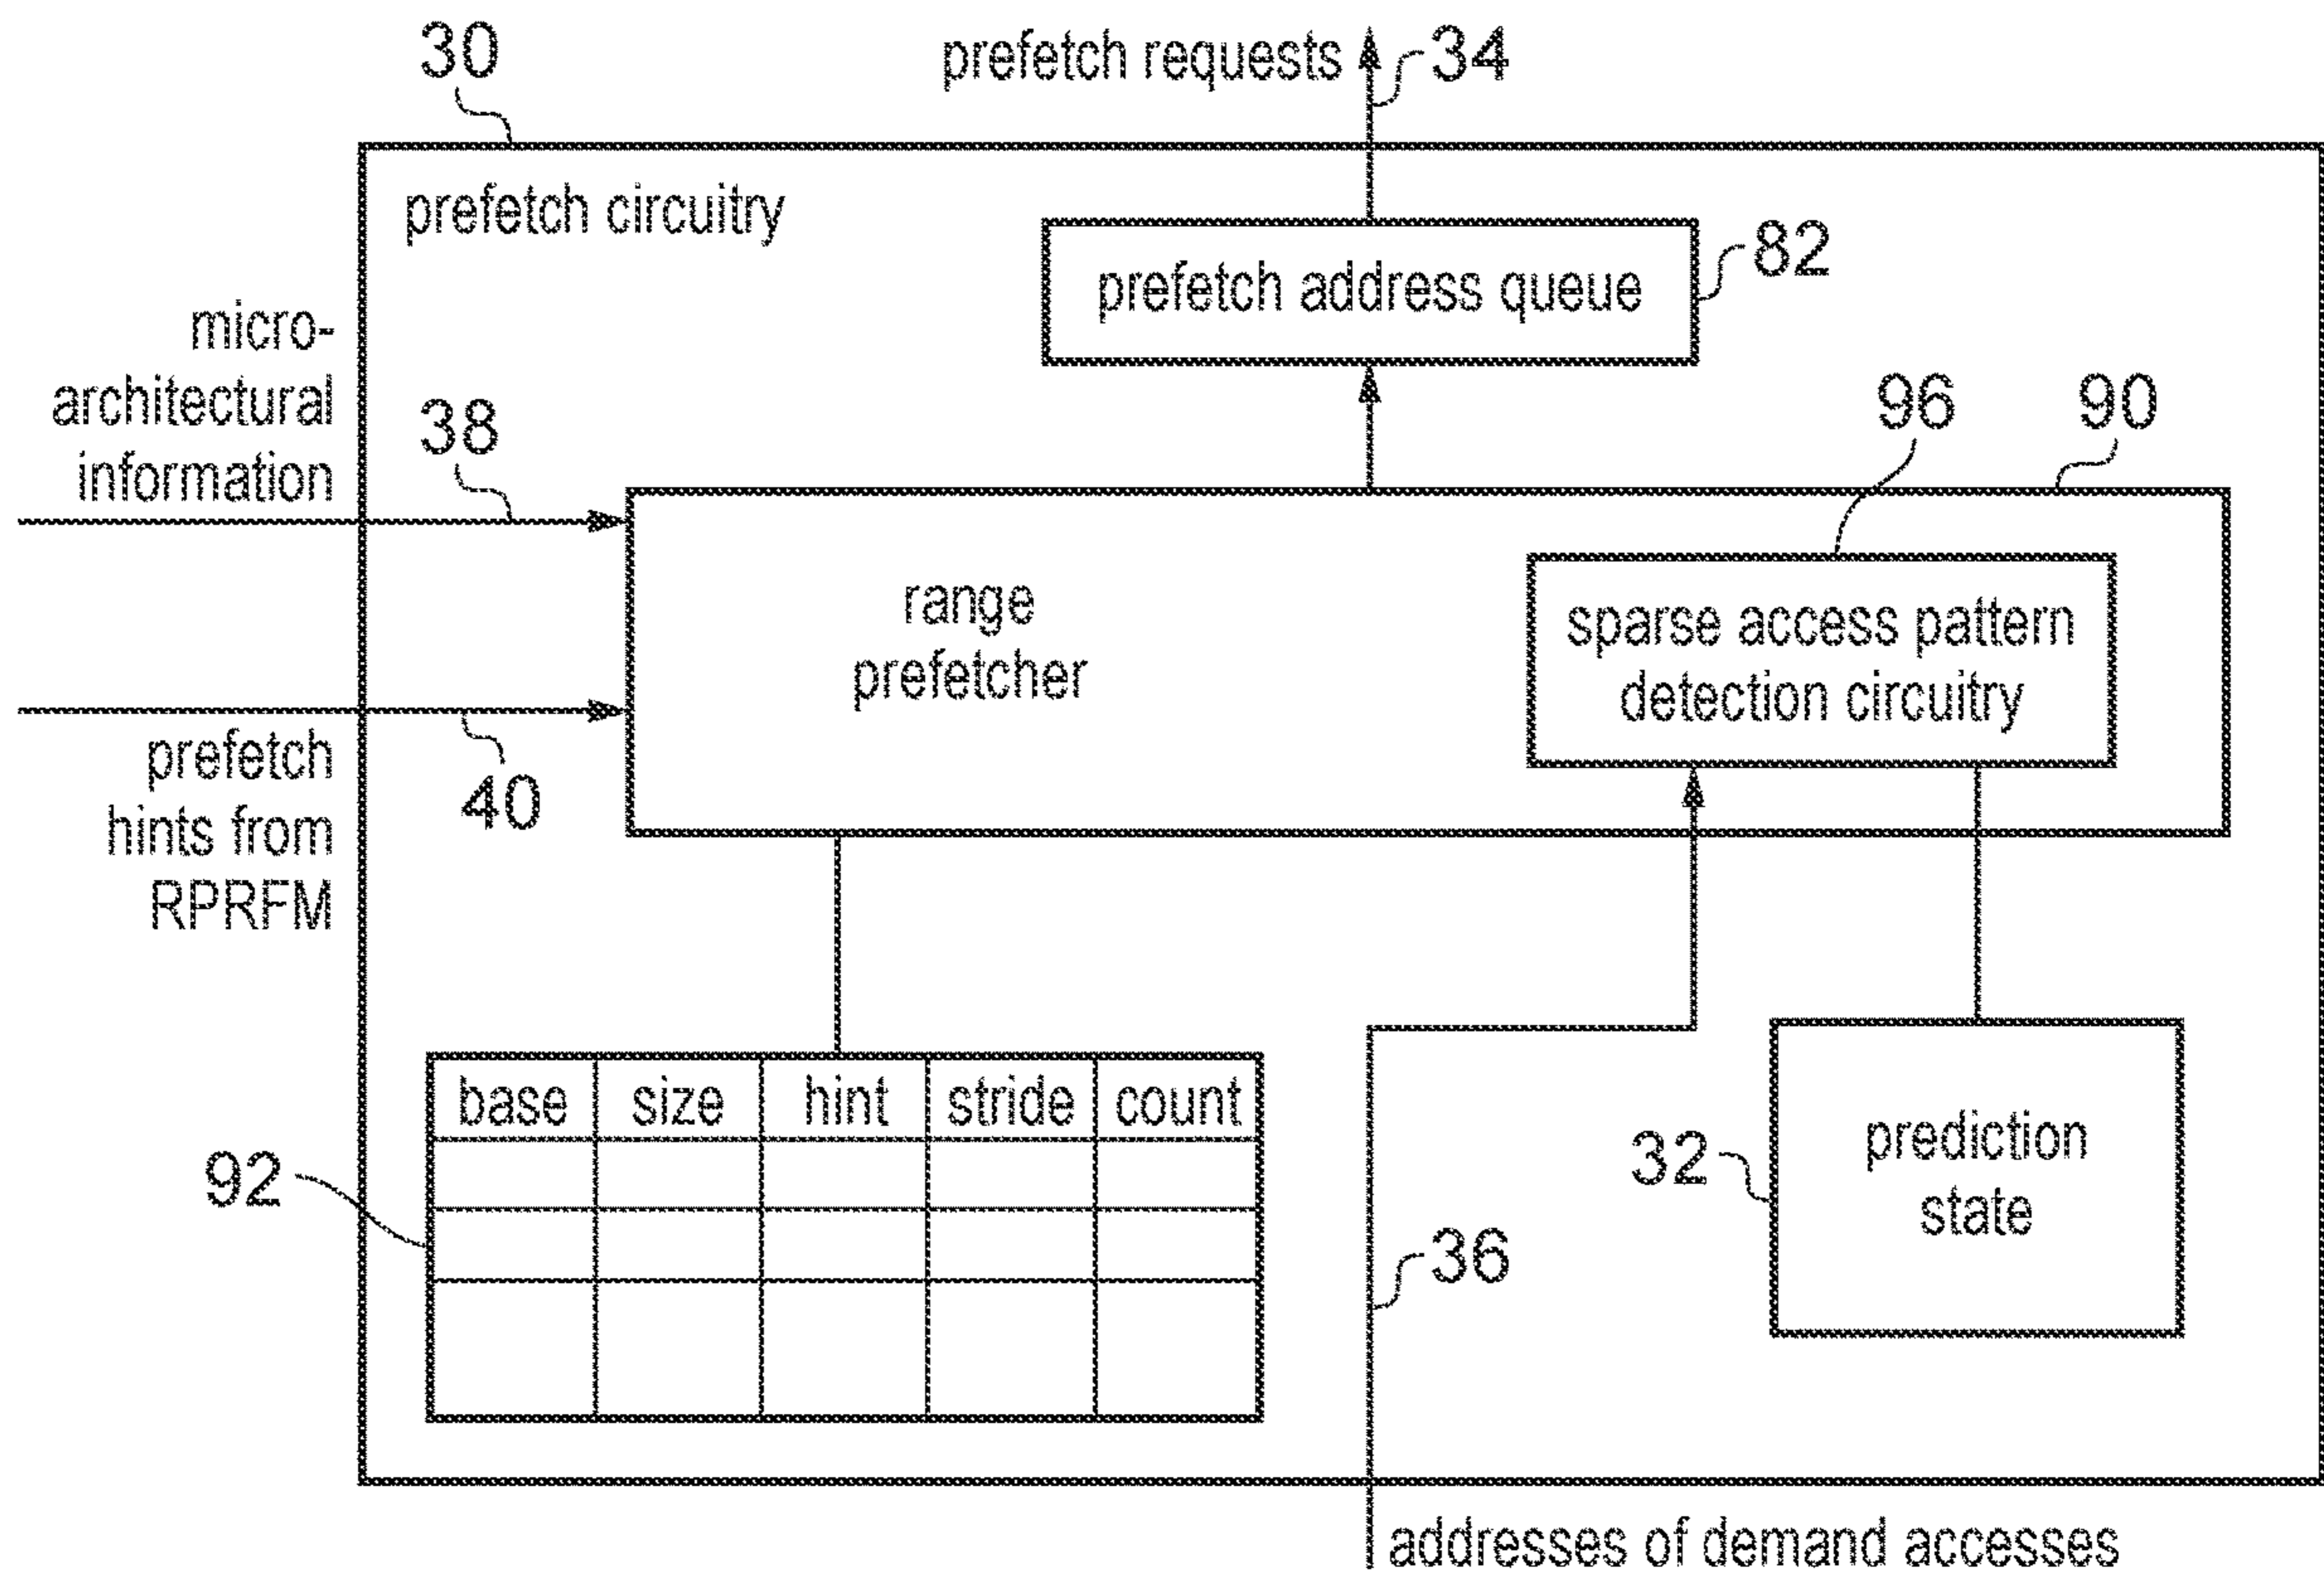 30
prefetch requests 34
prefetch circuitry
82
prefetch address queue
micro-
architectural
information
38
96
90
range
prefetcher
sparse access pattern
detection circuitry
40
prefetch
hints from
RPRFM
base size hint stride count
92
32
prediction
state
36
addresses of demand accesses